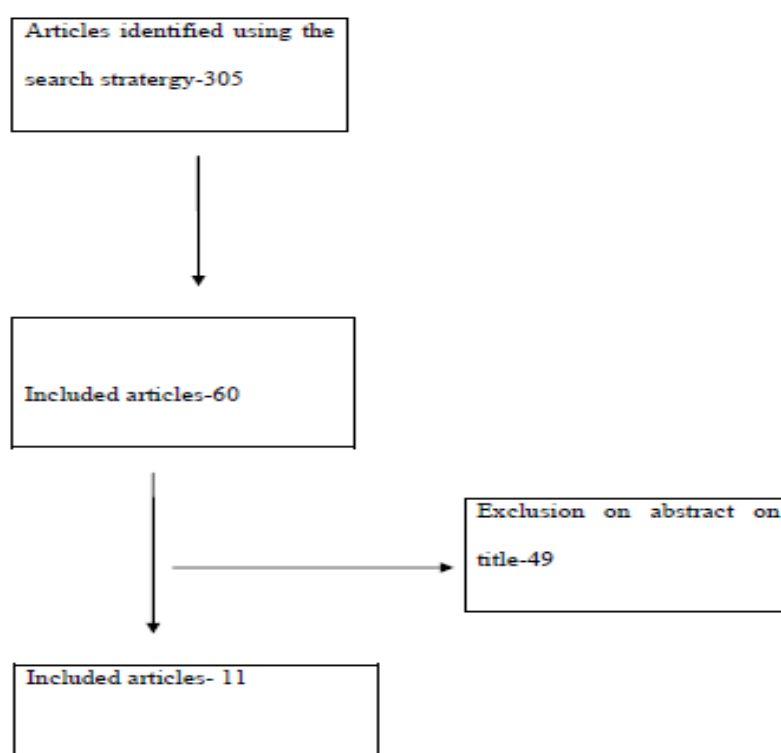 Articles identified using the
search stratergy-305
Included articles-60
Exclusion on abstract on
title-49
Included articles- 11